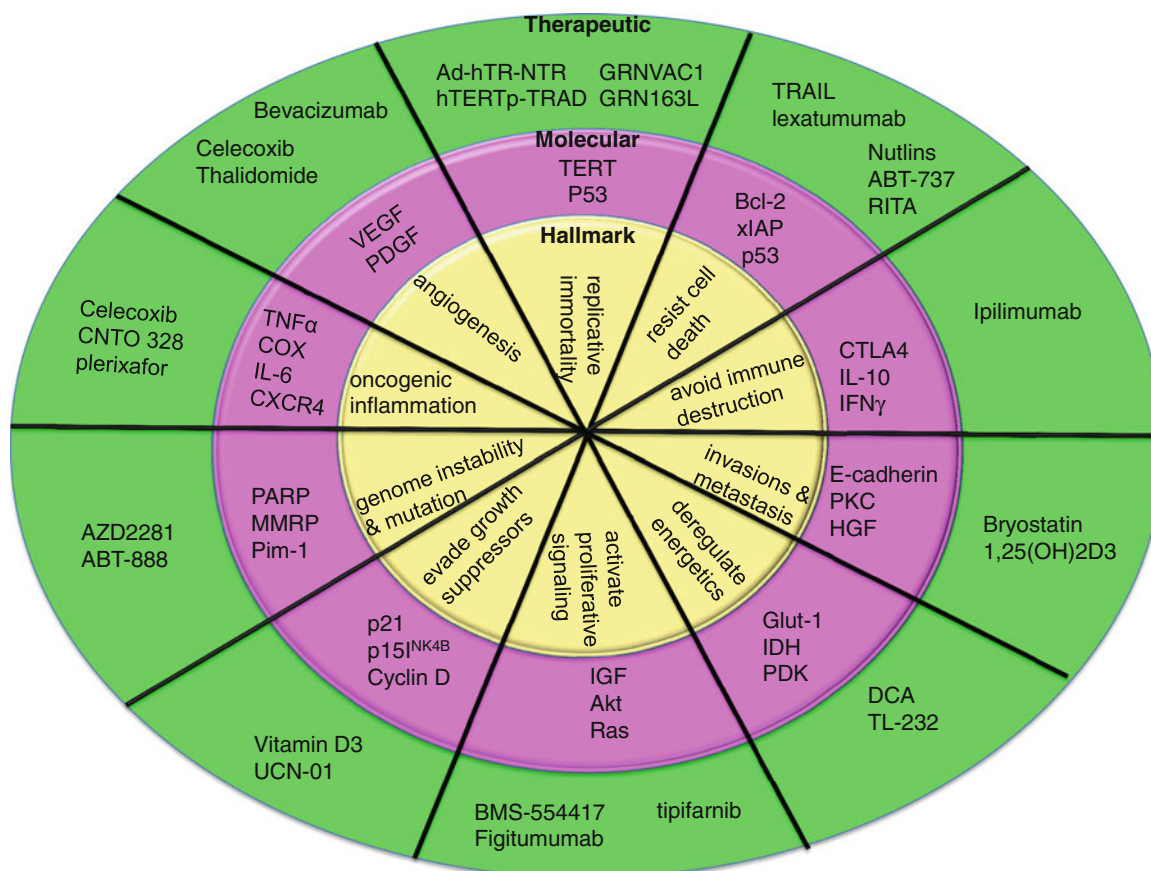 Therapeutic
Ad-hTR-NTR GRNVAC1
hTERTp-TRAD GRN163L
Molecular
TERT
P53
Hallmark
replicative
immortality
TRAIL
lexatumumab
Nutlins
ABT-737
RITA
Bcl-2
xIAP
p53
resist cell
death
Ipilimumab
CTLA4
IL-10
IFNγ
avoid immune
destruction
Bryostatin
1,25(OH)2D3
E-cadherin
PKC
HGF
invasions &
metastasis
DCA
TL-232
Glut-1
IDH
PDK
deregulate
energetics
BMS-554417 tipifarnib
Figitumumab
IGF
Akt
Ras
activate
proliferative
signaling
Vitamin D3
UCN-01
p21
p15I^NK4B
Cyclin D
evade growth
suppressors
AZD2281
ABT-888
PARP
MMRP
Pim-1
genome instability
& mutation
Celecoxib
CNTO 328
plerixafor
TNFα
COX
IL-6
CXCR4
oncogenic
inflammation
Bevacizumab
Celecoxib
Thalidomide
VEGF
PDGF
angiogenesis